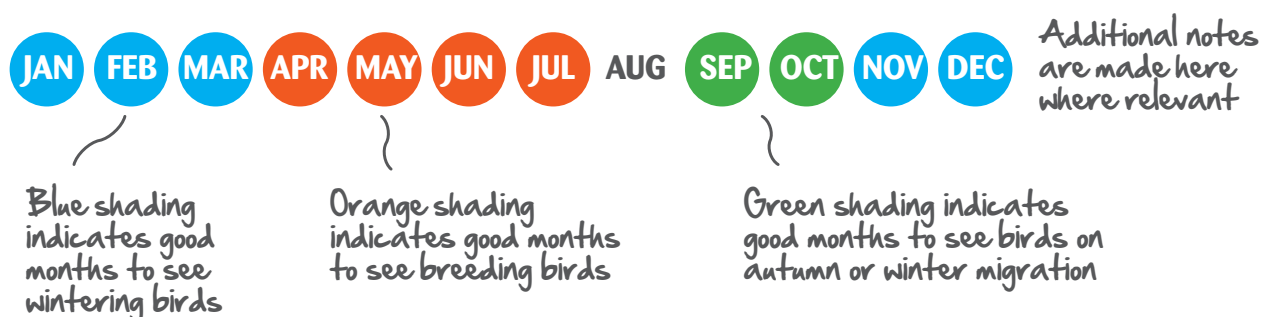 JAN FEB MAR APR MAY JUN JUL AUG SEP OCT NOV DEC
Additional notes
are made here
where relevant
Blue shading
indicates good
months to see
wintering birds
Orange shading
indicates good months
to see breeding birds
Green shading indicates
good months to see birds on
autumn or winter migration